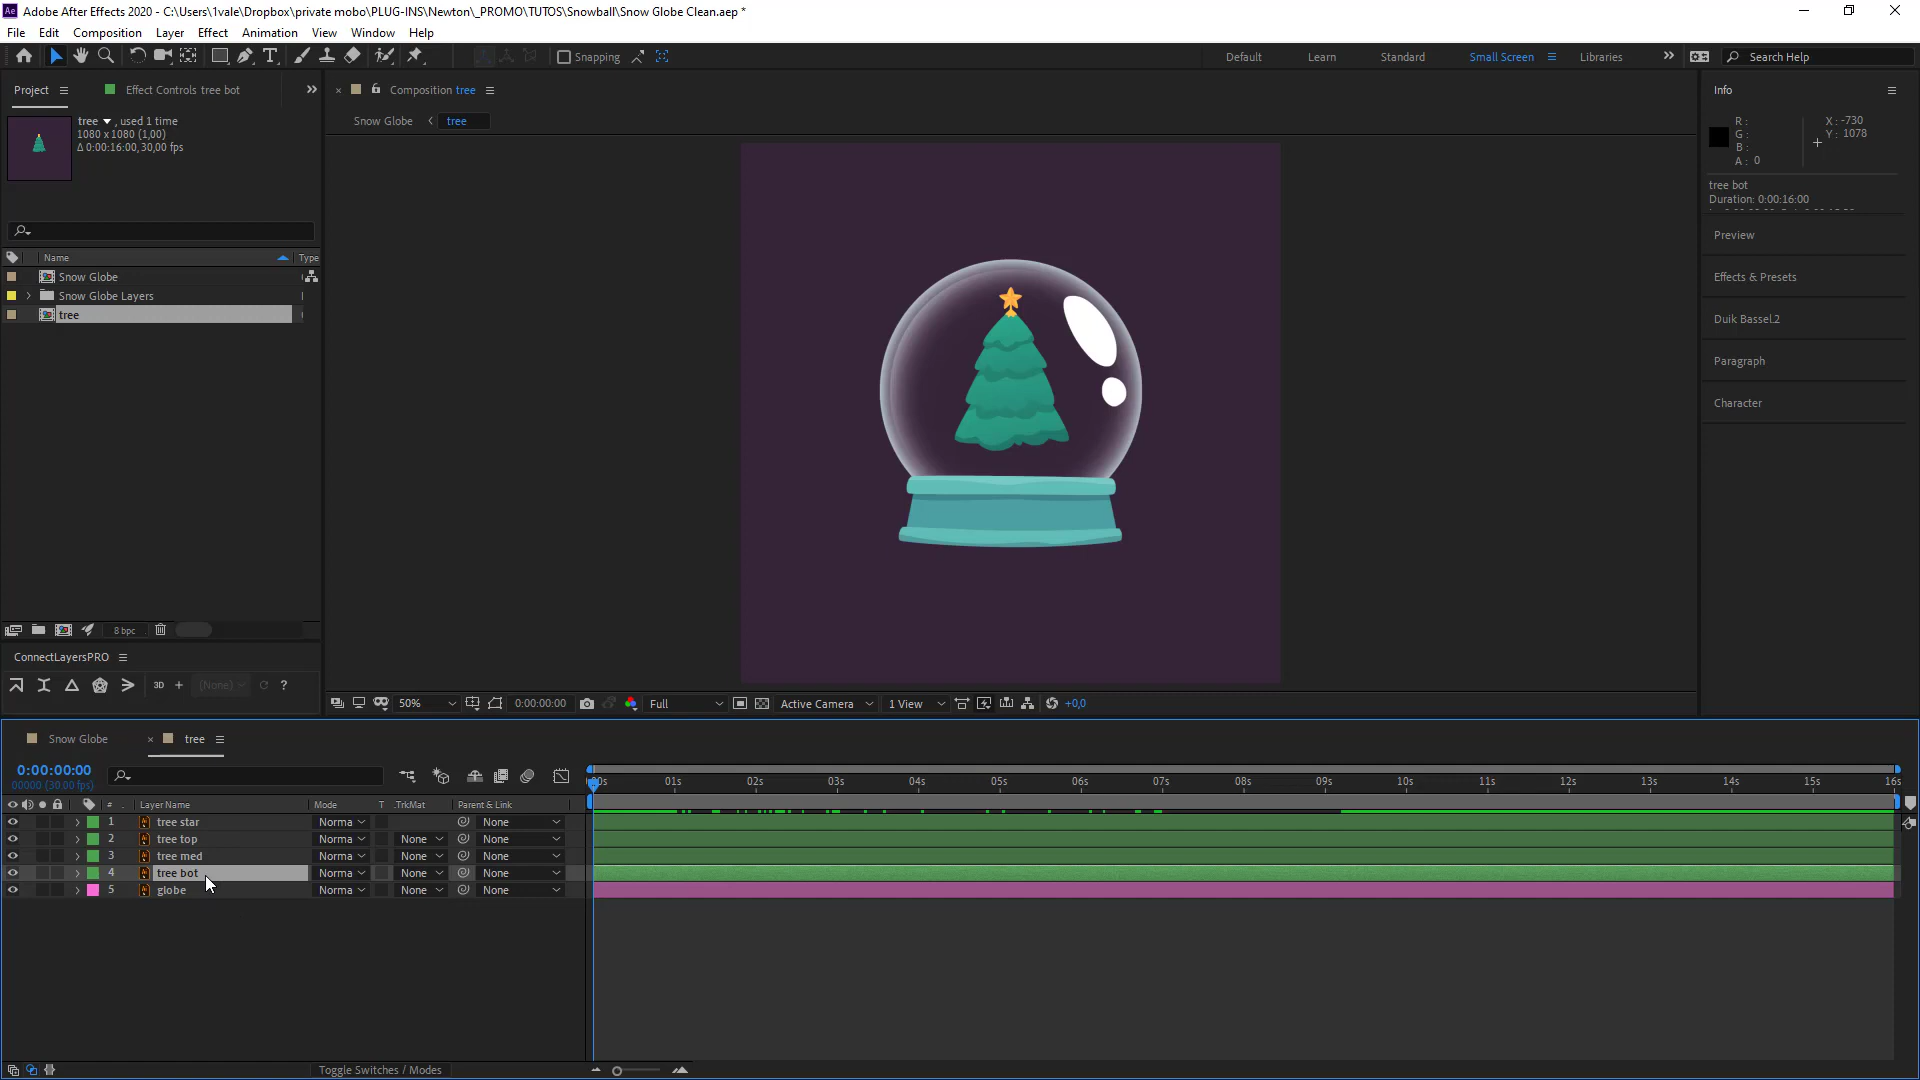 Adobe After Effects 2020 - C:\Users\1vale\Dropbox\private mobo\PLUG-INS\Newton\_PROMO\TUTOS\Snowball\Snow Globe Clean.aep *
File Edit Composition Layer Effect Animation View Window Help
Snapping Default Learn Standard Small Screen Libraries Search Help
Project Effect Controls tree bot Composition tree Info
tree , used 1 time
1080 x 1080 (1,00)
Δ 0:00:16:00, 30,00 fps
Snow Globe tree
R :
G :
B :
A : 0
X : -730
Y : 1078
tree bot
Duration: 0:00:16:00
Preview
Effects & Presets
Duik Bassel.2
Paragraph
Character
Name Type
Snow Globe
Snow Globe Layers
tree
8 bpc
ConnectLayersPRO
3D + (None) ?
50% 0:00:00:00 Full Active Camera 1 View +0,0
Snow Globe tree
0:00:00:00
00000 (30.00 fps)
00s 01s 02s 03s 04s 05s 06s 07s 08s 09s 10s 11s 12s 13s 14s 15s 16s
# Layer Name Mode T .TrkMat Parent & Link
1 tree star Norma None
2 tree top Norma None None
3 tree med Norma None None
4 tree bot Norma None None
5 globe Norma None None
Toggle Switches / Modes